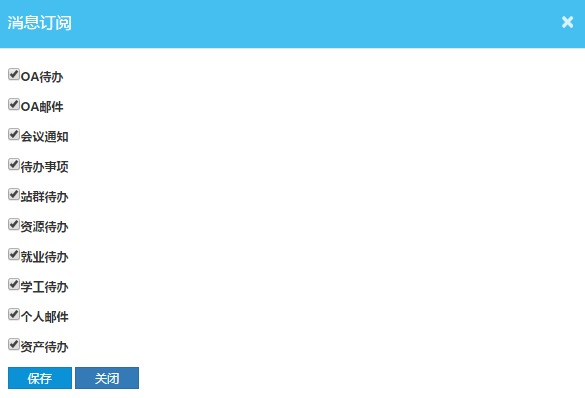 消息订阅
OA待办
OA邮件
会议通知
待办事项
站群待办
资源待办
就业待办
学工待办
个人邮件
资产待办
保存 关闭